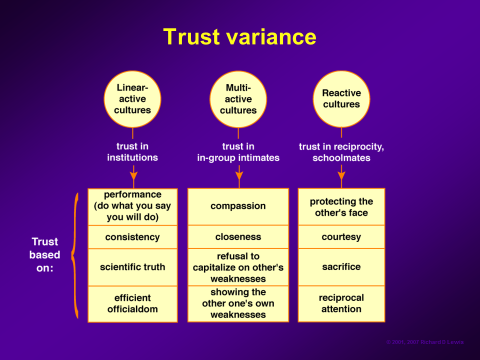 Trust variance
Linear-
active
cultures
Multi-
active
cultures
Reactive
cultures
trust in
institutions
trust in
in-group intimates
trust in reciprocity,
schoolmates
Trust
based
on:
performance
(do what you say
you will do)
compassion
protecting the
other's face
consistency
closeness
courtesy
scientific truth
refusal to
capitalize on other's
weaknesses
sacrifice
efficient
officialdom
showing the
other one's own
weaknesses
reciprocal
attention